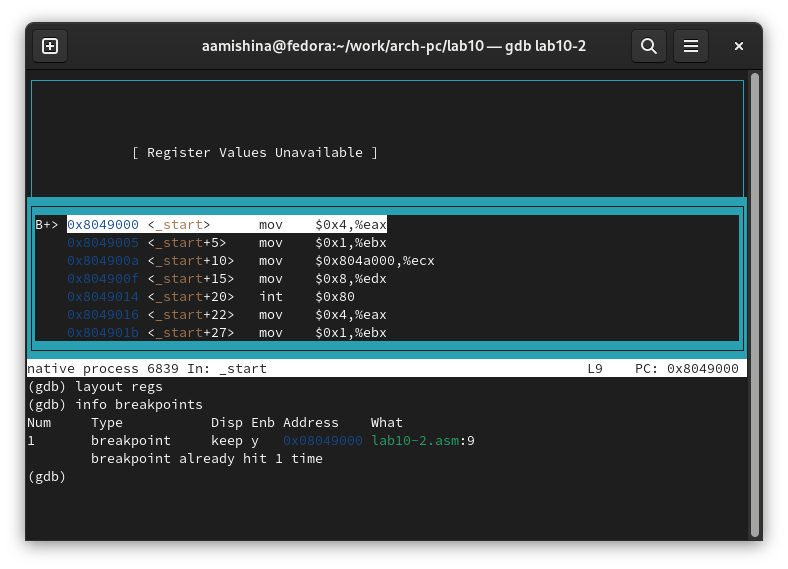 aamishina@fedora:~/work/arch-pc/lab10 — gdb lab10-2
[ Register Values Unavailable ]
B+> 0x8049000 <_start> mov $0x4,%eax
0x8049005 <_start+5> mov $0x1,%ebx
0x804900a <_start+10> mov $0x804a000,%ecx
0x804900f <_start+15> mov $0x8,%edx
0x8049014 <_start+20> int $0x80
0x8049016 <_start+22> mov $0x4,%eax
0x804901b <_start+27> mov $0x1,%ebx
native process 6839 In: _start L9 PC: 0x8049000
(gdb) layout regs
(gdb) info breakpoints
Num Type Disp Enb Address What
1 breakpoint keep y 0x08049000 lab10-2.asm:9
breakpoint already hit 1 time
(gdb)